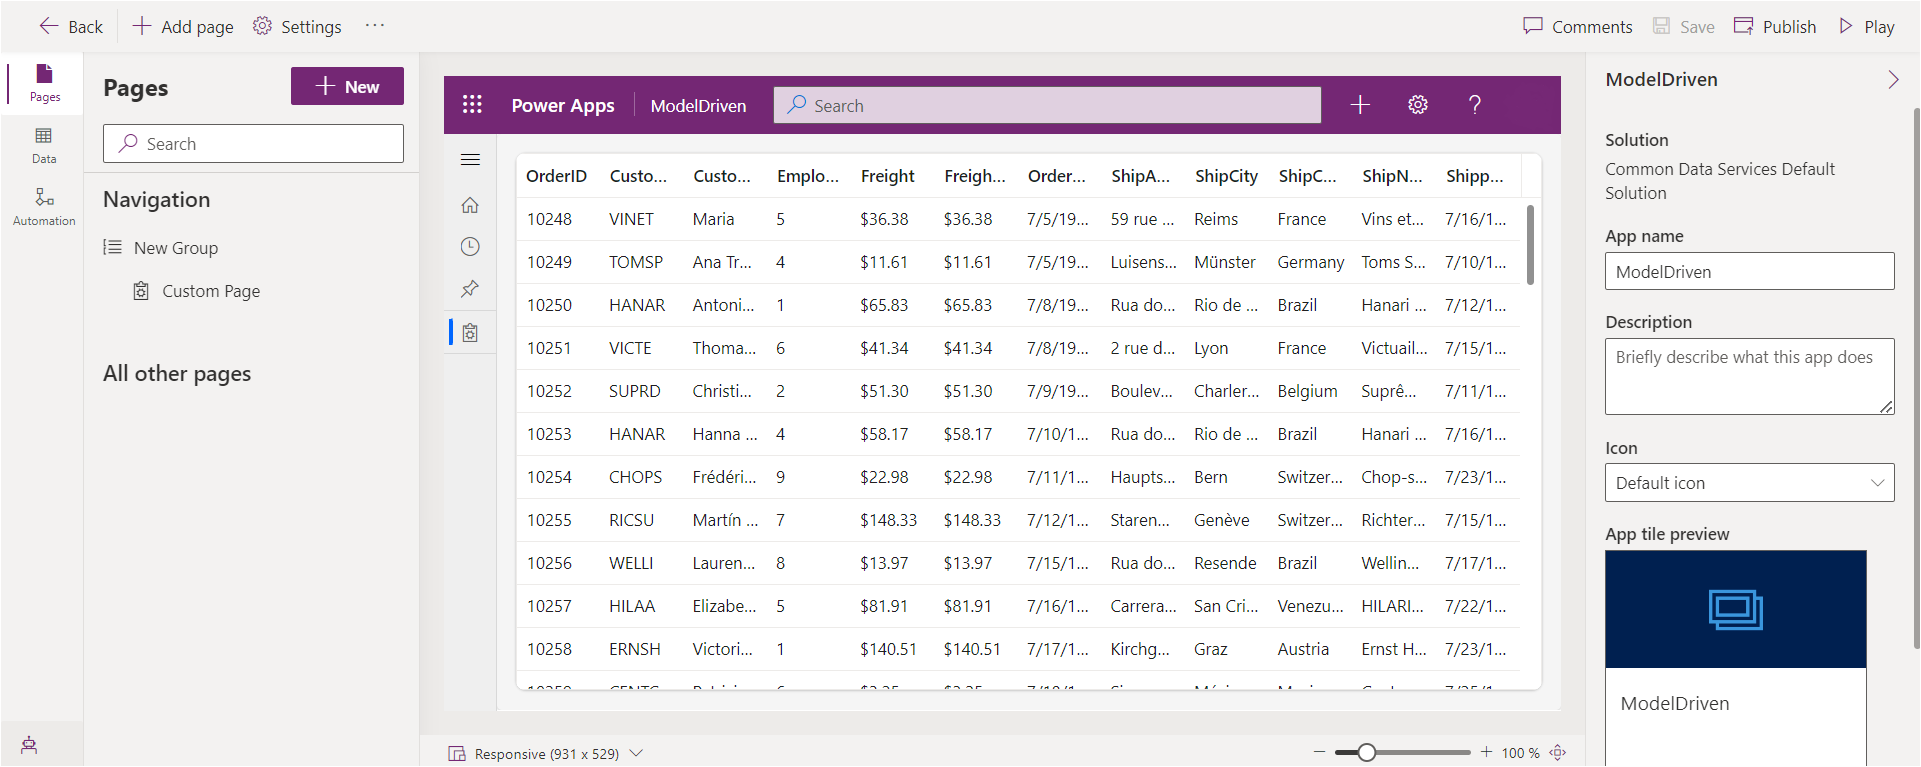 Back Add page Settings ... Comments Save Publish Play
Pages
Data
Automation
Pages
New
Search
Navigation
New Group
Custom Page
All other pages
Power Apps ModelDriven Search
OrderID Custo... Custo... Emplo... Freight Freigh... Order... ShipA... ShipCity ShipC... ShipN... Shipp...
10248 VINET Maria 5 $36.38 $36.38 7/5/19... 59 rue ... Reims France Vins et... 7/16/1...
10249 TOMSP Ana Tr... 4 $11.61 $11.61 7/5/19... Luisens... Münster Germany Toms S... 7/10/1...
10250 HANAR Antoni... 1 $65.83 $65.83 7/8/19... Rua do... Rio de ... Brazil Hanari ... 7/12/1...
10251 VICTE Thoma... 6 $41.34 $41.34 7/8/19... 2 rue d... Lyon France Victuail... 7/15/1...
10252 SUPRD Christi... 2 $51.30 $51.30 7/9/19... Boulev... Charler... Belgium Suprê... 7/11/1...
10253 HANAR Hanna ... 4 $58.17 $58.17 7/10/1... Rua do... Rio de ... Brazil Hanari ... 7/16/1...
10254 CHOPS Frédéri... 9 $22.98 $22.98 7/11/1... Haupts... Bern Switzer... Chop-s... 7/23/1...
10255 RICSU Martín ... 7 $148.33 $148.33 7/12/1... Staren... Genève Switzer... Richter... 7/15/1...
10256 WELLI Lauren... 8 $13.97 $13.97 7/15/1... Rua do... Resende Brazil Wellin... 7/17/1...
10257 HILAA Elizabe... 5 $81.91 $81.91 7/16/1... Carrera... San Cri... Venezu... HILARI... 7/22/1...
10258 ERNSH Victori... 1 $140.51 $140.51 7/17/1... Kirchg... Graz Austria Ernst H... 7/23/1...
Responsive (931 x 529) 100 %
ModelDriven
Solution
Common Data Services Default
Solution
App name
ModelDriven
Description
Briefly describe what this app does
Icon
Default icon
App tile preview
ModelDriven